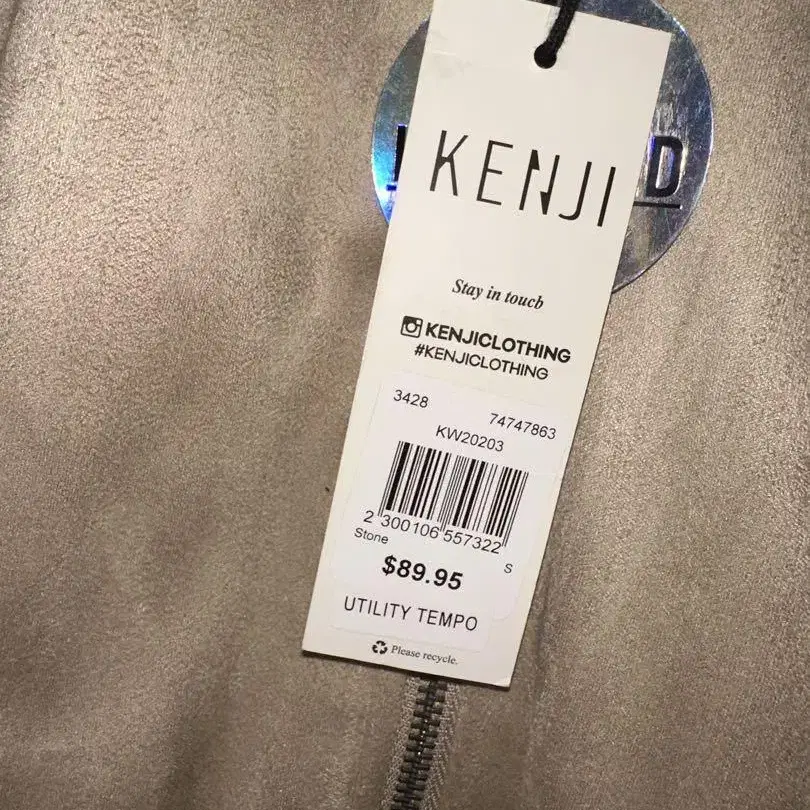 KENJI
D
Stay in touch
KENJICLOTHING
#KENJICLOTHING
3428
74747863
KW20203
2 300106 557322
Stone
S
$89.95
UTILITY TEMPO
Please recycle.